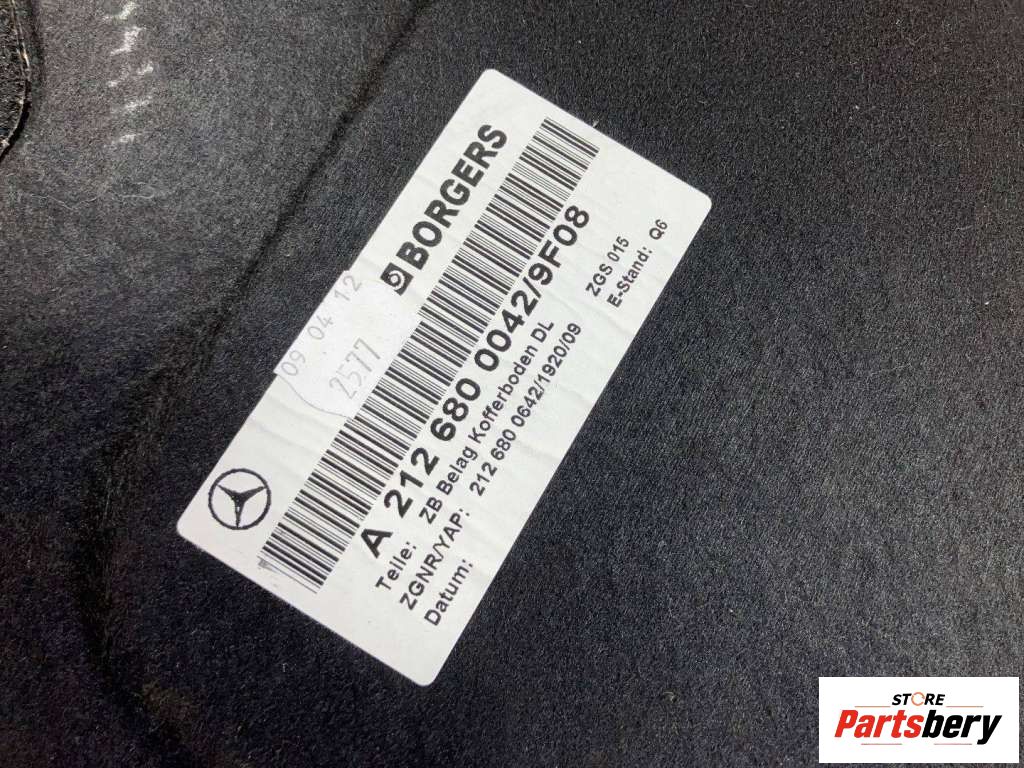 BORGERS
09 04 12
2577
A 212 680 0042/9F08
Teile: ZB Belag Kofferboden DL
ZGNR/YAP: 212 680 0642/1920/09
Datum:
ZGS 015
E-Stand: Q6
STORE
Partsbery